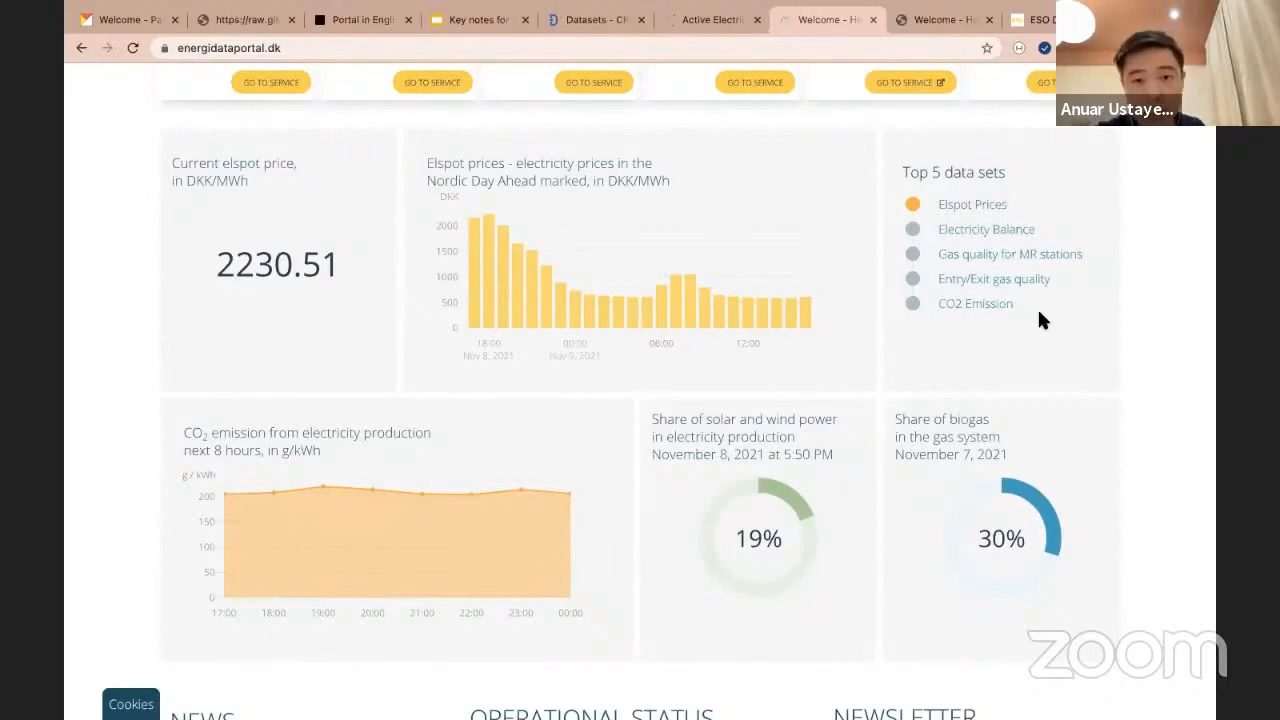 Welcome - Pa
https://raw.gi
Portal in Engi
Key notes for
Datasets - Ck
Active Electri
Welcome - He
Welcome - Ha
ESO D
energidataportal.dk
GO TO SERVICE
GO TO SERVICE
GO TO SERVICE
GO TO SERVICE
GO TO SERVICE
GO T
Anuar Ustaye...
Current elspot price,
in DKK/MWh
2230.51
Elspot prices - electricity prices in the
Nordic Day Ahead marked, in DKK/MWh
DKK
2000
1500
1000
500
0
18:00
Nov 8, 2021
00:00
Nov 9, 2021
06:00
12:00
Top 5 data sets
Elspot Prices
Electricity Balance
Gas quality for MR stations
Entry/Exit gas quality
CO2 Emission
CO2 emission from electricity production
next 8 hours, in g/kWh
g / kWh
200
150
100
50
0
17:00
18:00
19:00
20:00
21:00
22:00
23:00
00:00
Share of solar and wind power
in electricity production
November 8, 2021 at 5:50 PM
19%
Share of biogas
in the gas system
November 7, 2021
30%
zoom
Cookies
NEWS
OPERATIONAL STATUS
NEWSLETTER